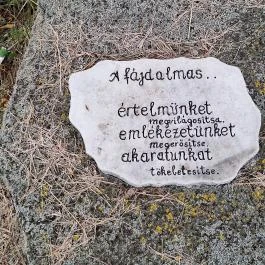 A fájdalmas..
értelmünket
megvilágosítsa.
emlékezetünket
megerősítse.
akaratunkat
tökéletesítse.